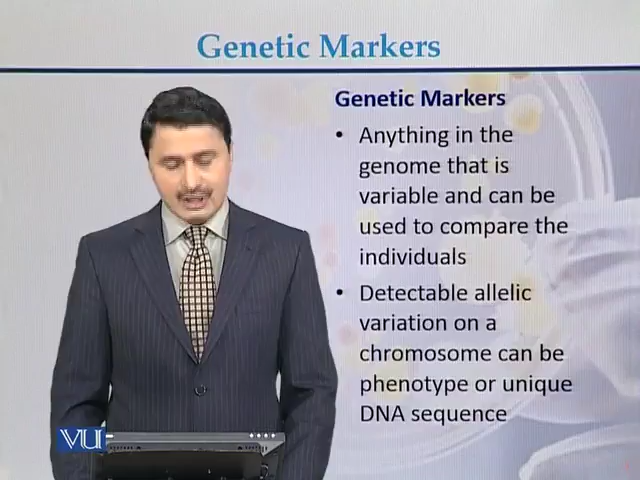 Genetic Markers
Genetic Markers
• Anything in the
genome that is
variable and can be
used to compare the
individuals
• Detectable allelic
variation on a
chromosome can be
phenotype or unique
DNA sequence
VU